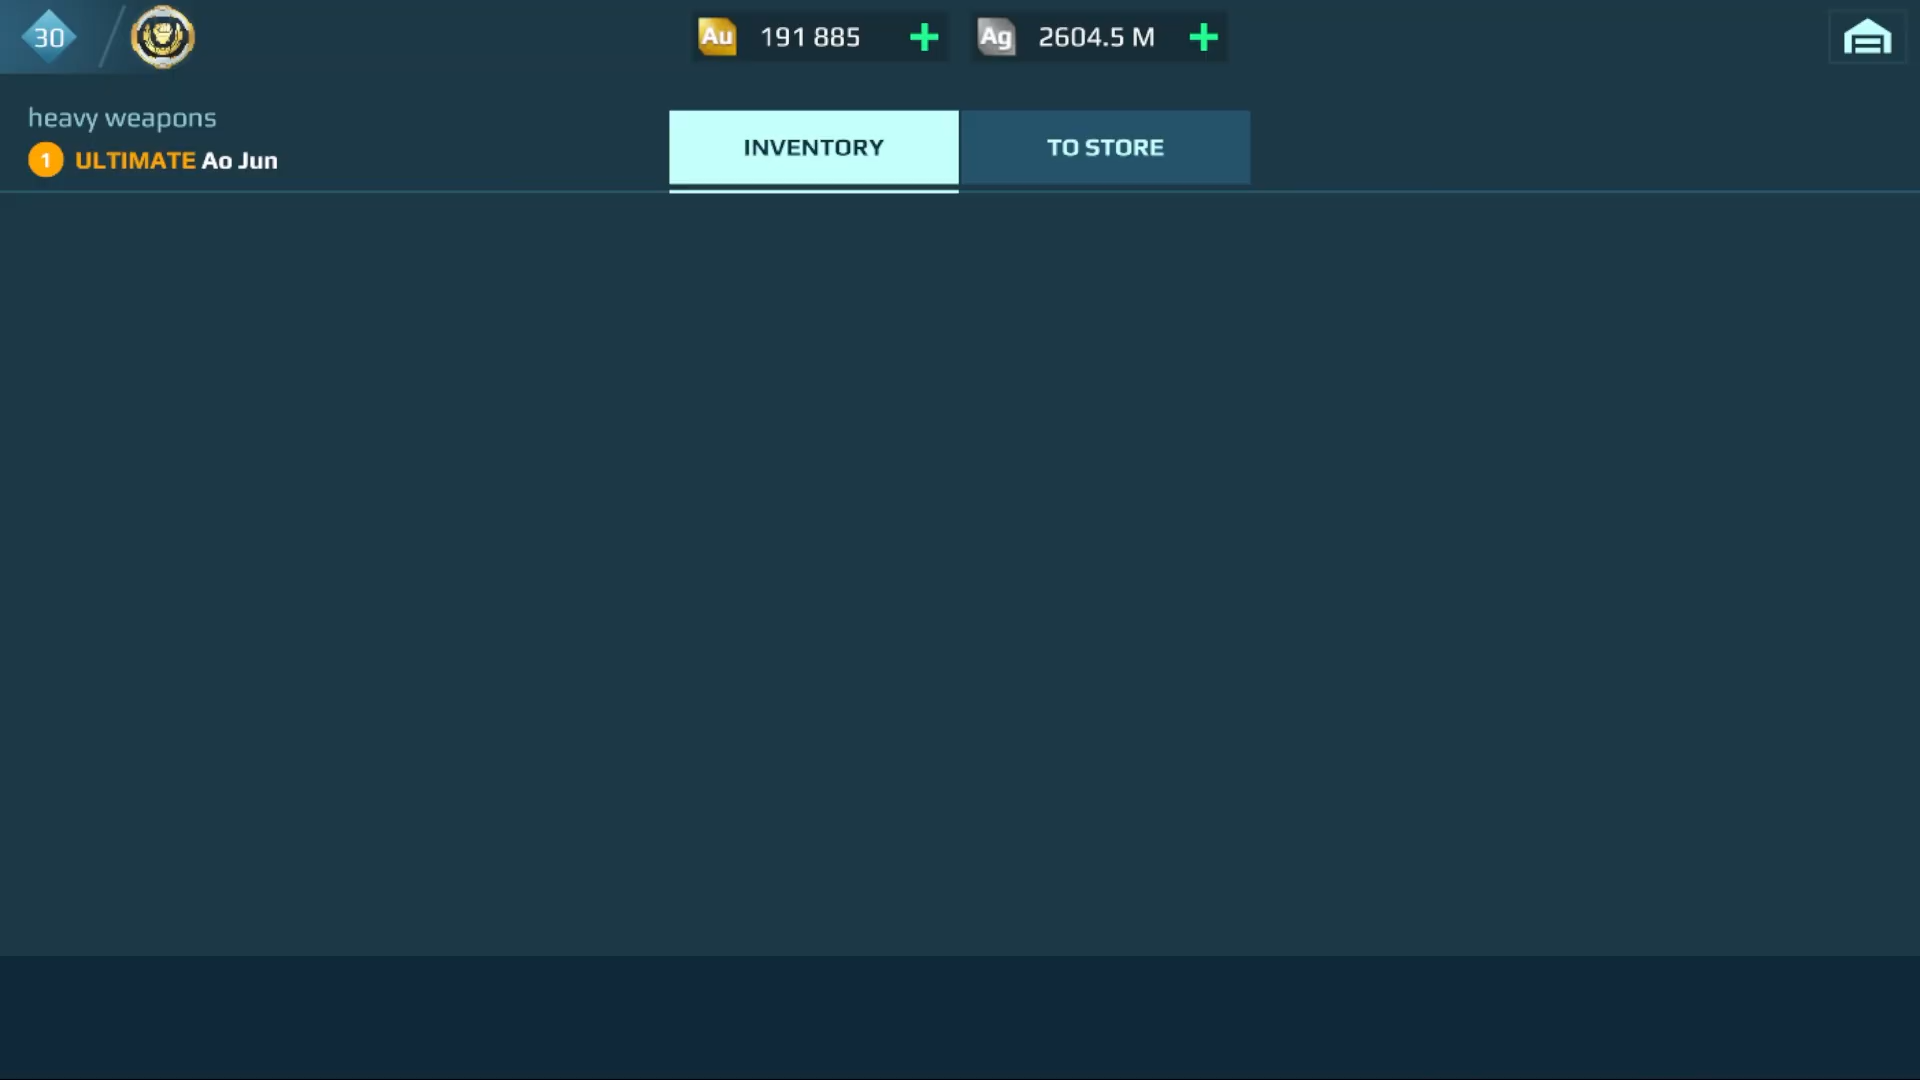 30
Au 191 885 +
Ag 2604.5 M +
heavy weapons
1 ULTIMATE Ao Jun
INVENTORY
TO STORE